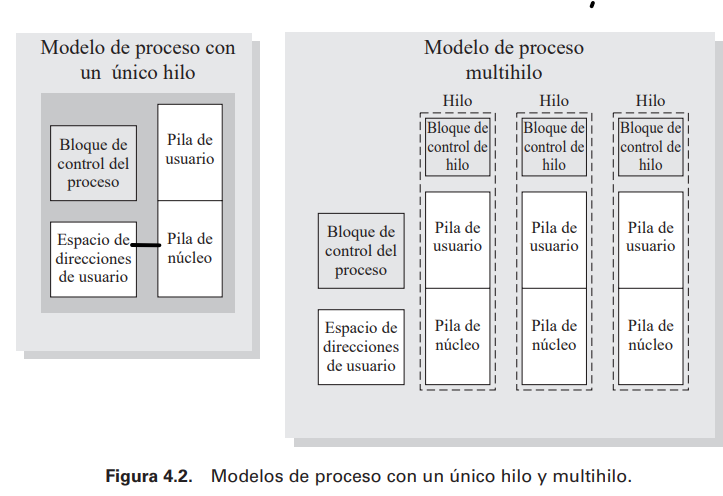 Modelo de proceso con
un único hilo
Bloque de
control del
proceso
Pila de
usuario
Espacio de
direcciones
de usuario
Pila de
núcleo
Modelo de proceso
multihilo
Hilo
Hilo
Hilo
Bloque de
control de
hilo
Bloque de
control de
hilo
Bloque de
control de
hilo
Bloque de
control del
proceso
Pila de
usuario
Pila de
usuario
Pila de
usuario
Espacio de
direcciones
de usuario
Pila de
núcleo
Pila de
núcleo
Pila de
núcleo
Figura 4.2. Modelos de proceso con un único hilo y multihilo.